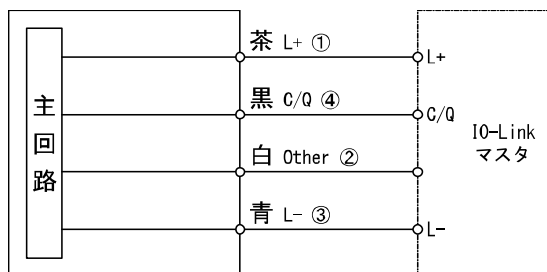 主回路
茶 L+ ①
黒 C/Q ④
白 Other ②
青 L- ③
L+
C/Q
L-
IO-Link
マスタ